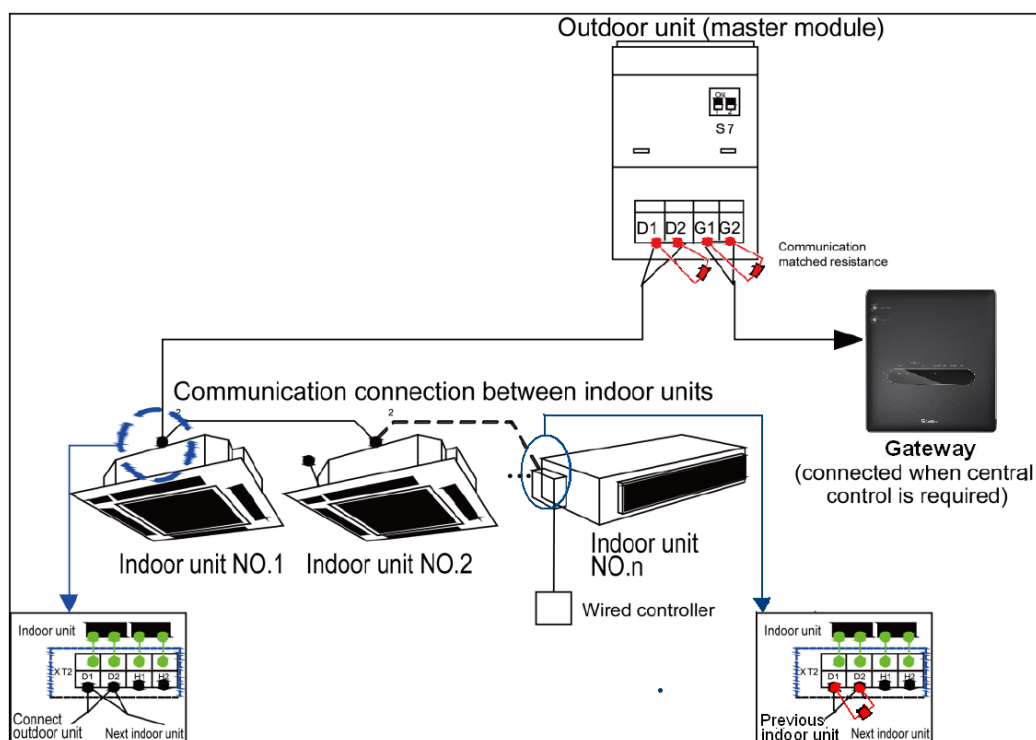 Outdoor unit (master module)
ON
1 2
S7
D1 D2 G1 G2
Communication
matched resistance
Communication connection between indoor units
2
2
Gateway
(connected when central
control is required)
Indoor unit NO.1
Indoor unit NO.2
Indoor unit
NO.n
Wired controller
Indoor unit
XT2
D1 D2 H1 H2
Connect
outdoor unit
Next indoor unit
Indoor unit
XT2
D1 D2 H1 H2
Previous
indoor unit
Next indoor unit